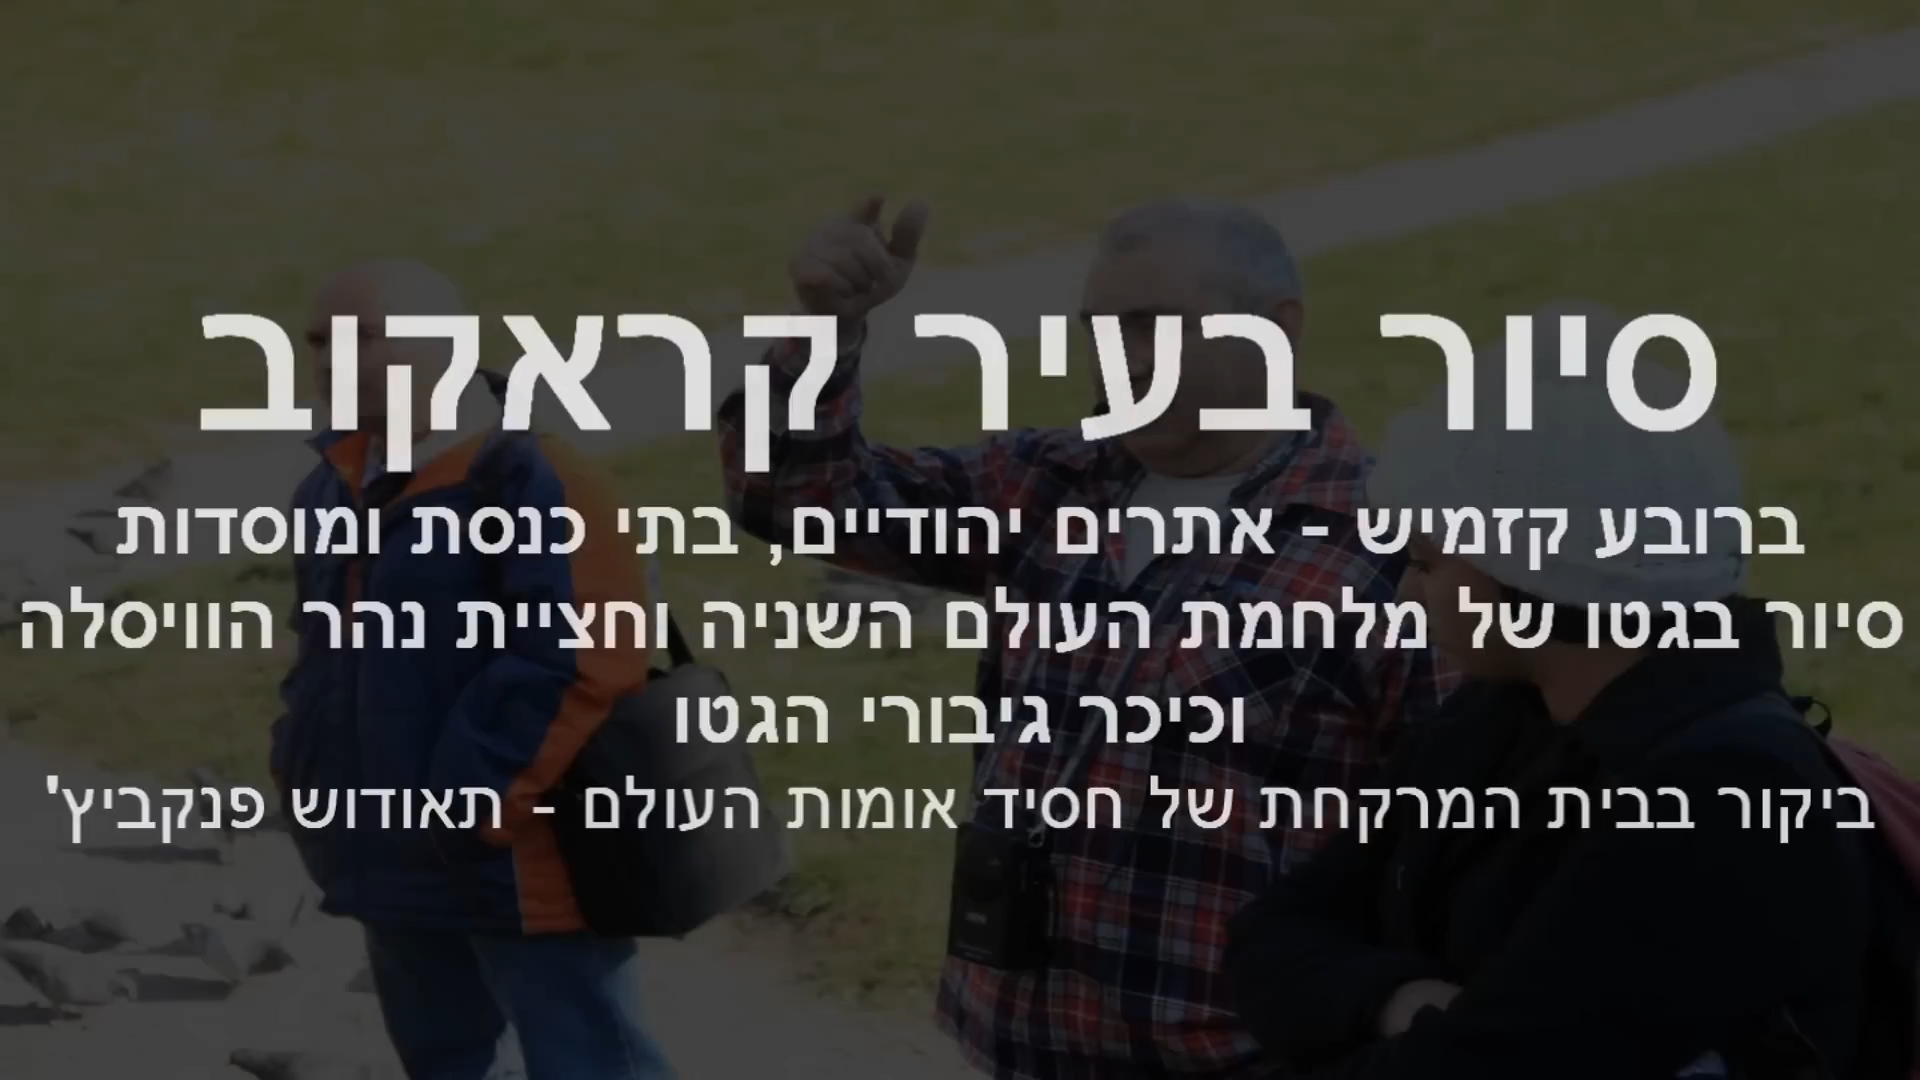 סיור בעיר קראקוב
ברובע קזמיש - אתרים יהודיים, בתי כנסת ומוסדות
סיור בגטו של מלחמת העולם השניה וחציית נהר הוויסלה
וכיכר גיבורי הגטו
ביקור בבית המרקחת של חסיד אומות העולם - תאודוש פנקביץ'